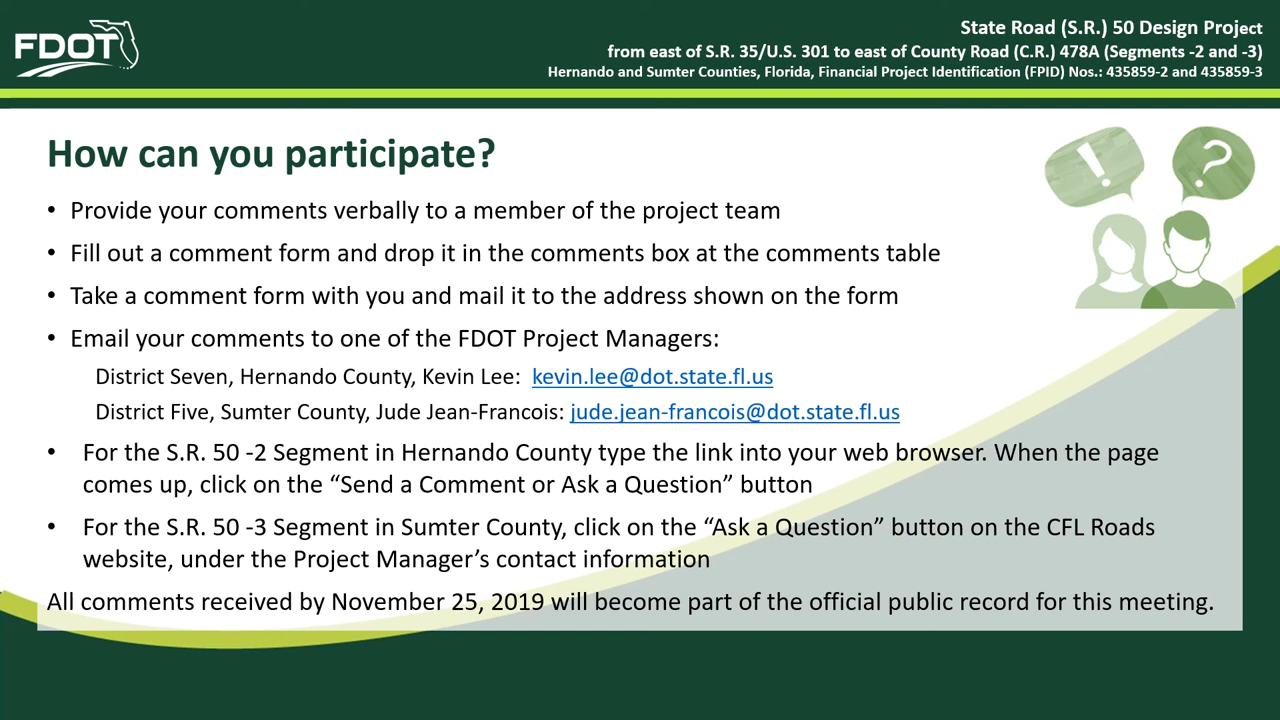 FDOT
State Road (S.R.) 50 Design Project
from east of S.R. 35/U.S. 301 to east of County Road (C.R.) 478A (Segments -2 and -3)
Hernando and Sumter Counties, Florida, Financial Project Identification (FPID) Nos.: 435859-2 and 435859-3
How can you participate?
• Provide your comments verbally to a member of the project team
• Fill out a comment form and drop it in the comments box at the comments table
• Take a comment form with you and mail it to the address shown on the form
• Email your comments to one of the FDOT Project Managers:
District Seven, Hernando County, Kevin Lee: kevin.lee@dot.state.fl.us
District Five, Sumter County, Jude Jean-Francois: jude.jean-francois@dot.state.fl.us
• For the S.R. 50 -2 Segment in Hernando County type the link into your web browser. When the page
comes up, click on the “Send a Comment or Ask a Question” button
• For the S.R. 50 -3 Segment in Sumter County, click on the “Ask a Question” button on the CFL Roads
website, under the Project Manager’s contact information
All comments received by November 25, 2019 will become part of the official public record for this meeting.
! ?